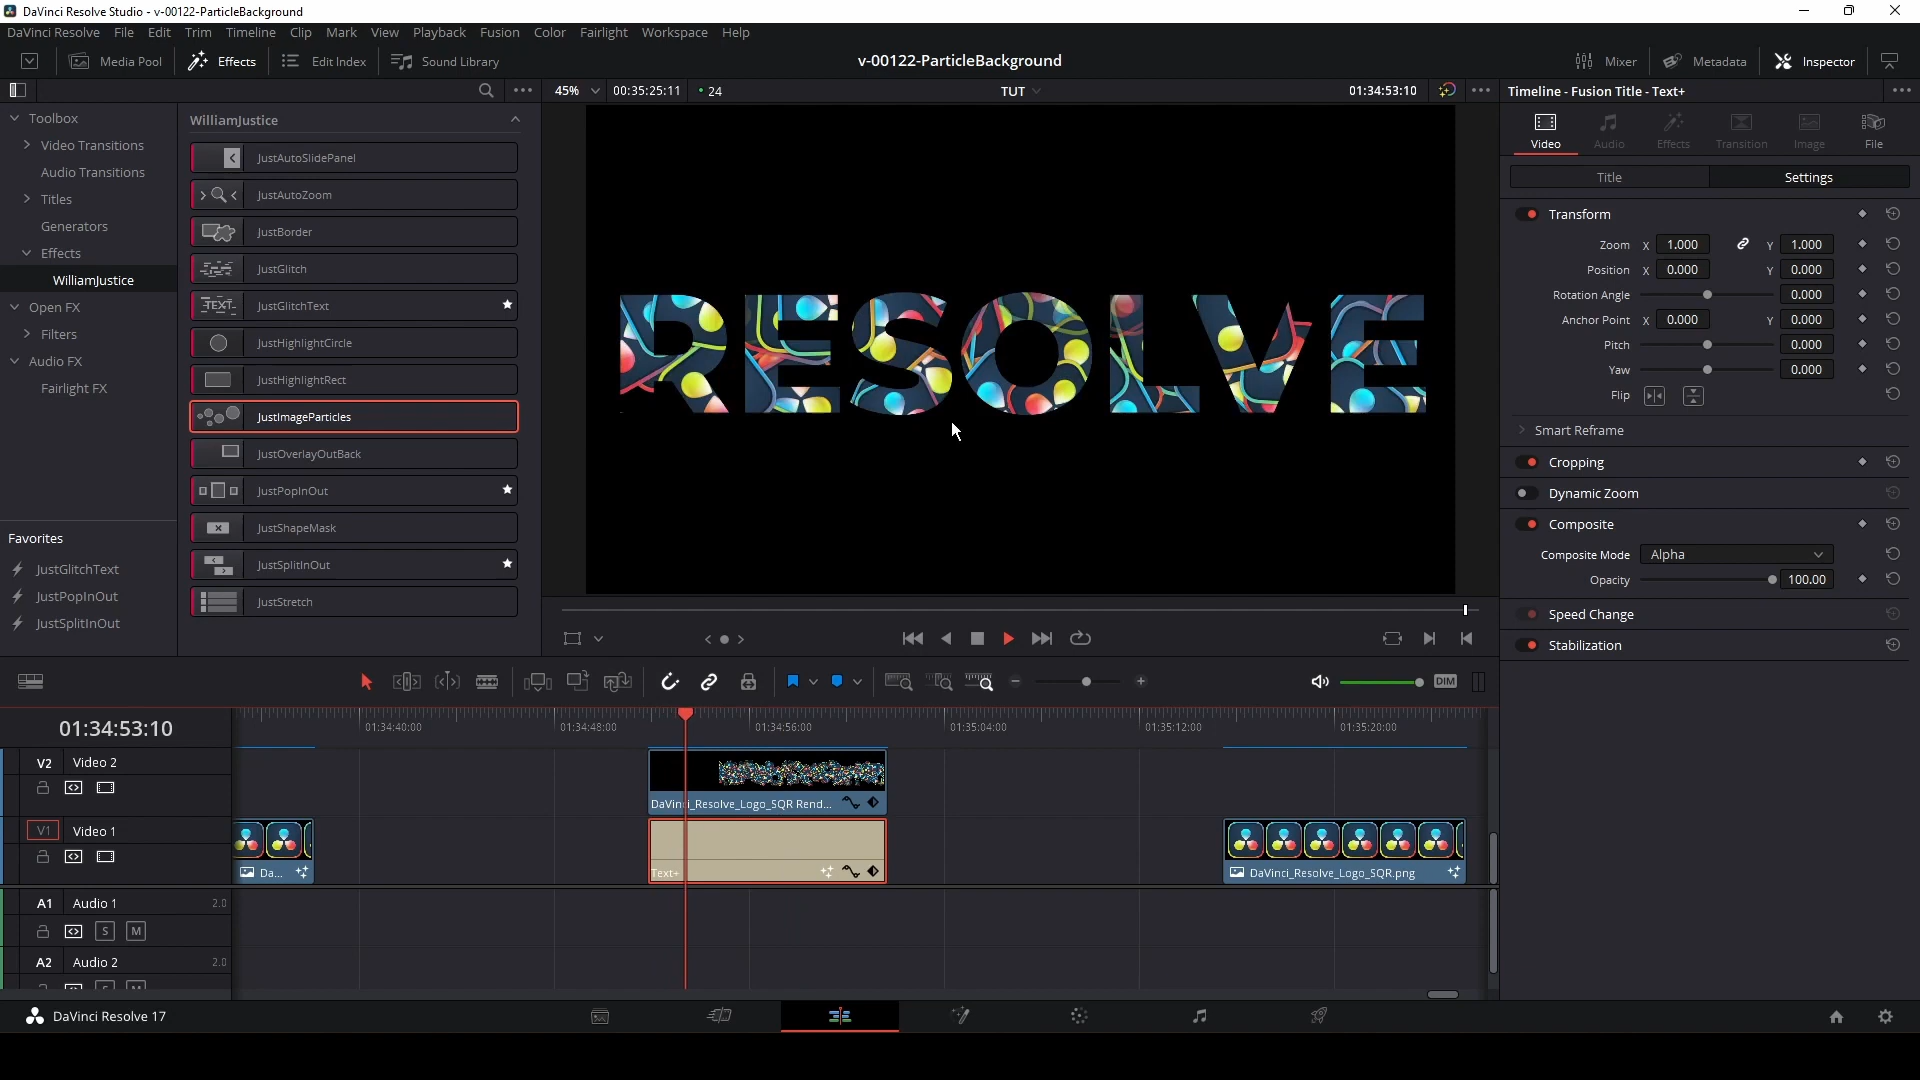 DaVinci Resolve Studio - v-00122-ParticleBackground
DaVinci Resolve File Edit Trim Timeline Clip Mark View Playback Fusion Color Fairlight Workspace Help
Media Pool Effects Edit Index Sound Library v-00122-ParticleBackground Mixer Metadata Inspector
45% 00:35:25:11 24 TUT 01:34:53:10 Timeline - Fusion Title - Text+
Toolbox
Video Transitions
Audio Transitions
Titles
Generators
Effects
WilliamJustice
Open FX
Filters
Audio FX
Fairlight FX
Favorites
JustGlitchText
JustPopInOut
JustSplitInOut
WilliamJustice
JustAutoSlidePanel
JustAutoZoom
JustBorder
JustGlitch
TEXT JustGlitchText
JustHighlightCircle
JustHighlightRect
JustImageParticles
JustOverlayOutBack
JustPopInOut
JustShapeMask
JustSplitInOut
JustStretch
RESOLVE
Video Audio Effects Transition Image File
Title Settings
Transform
Zoom X 1.000 Y 1.000
Position X 0.000 Y 0.000
Rotation Angle 0.000
Anchor Point X 0.000 Y 0.000
Pitch 0.000
Yaw 0.000
Flip
Smart Reframe
Cropping
Dynamic Zoom
Composite
Composite Mode Alpha
Opacity 100.00
Speed Change
Stabilization
DIM
01:34:53:10 01:34:40:00 01:34:48:00 01:34:56:00 01:35:04:00 01:35:12:00 01:35:20:00
V2 Video 2
DaVinci_Resolve_Logo_SQR Rend...
V1 Video 1
Da... Text+ DaVinci_Resolve_Logo_SQR.png
A1 Audio 1 2.0
S M
A2 Audio 2 2.0
S M
DaVinci Resolve 17